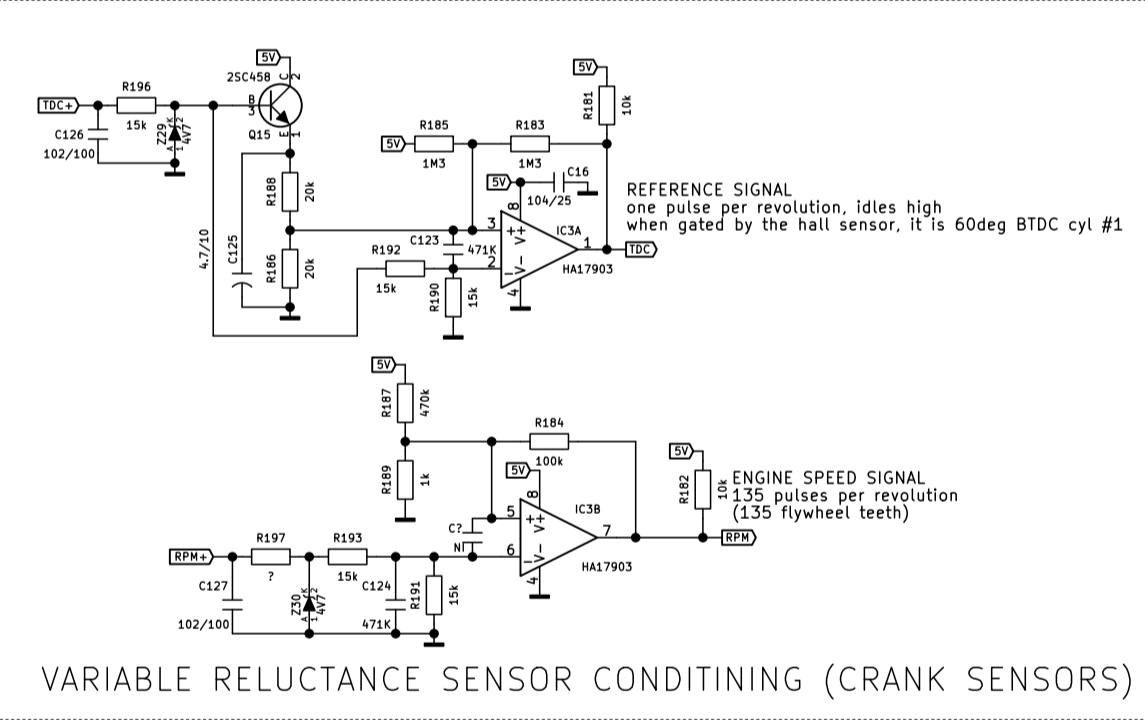 5V
2SC458
C
2
TDC+
R196
15k
B
3
Q15
E
1
C126
102/100
Z29
K
2
4V7
A
1
R188
20k
4.7/10
C125
R186
20k
5V
R185
1M3
R183
1M3
5V
R181
10k
5V
C16
104/25
8
3
+
V+
IC3A
1
TDC
C123
471K
R192
15k
2
-
V-
HA17903
4
R190
15k
REFERENCE SIGNAL
one pulse per revolution, idles high
when gated by the hall sensor, it is 60deg BTDC cyl #1
5V
R187
470k
R184
100k
R189
1k
5V
8
5
+
V+
IC3B
7
C?
NI
6
-
V-
HA17903
4
5V
R182
10k
RPM
ENGINE SPEED SIGNAL
135 pulses per revolution
(135 flywheel teeth)
RPM+
R197
?
R193
15k
C127
102/100
Z30
K
2
4V7
A
1
C124
471K
R191
15k
VARIABLE RELUCTANCE SENSOR CONDITINING (CRANK SENSORS)